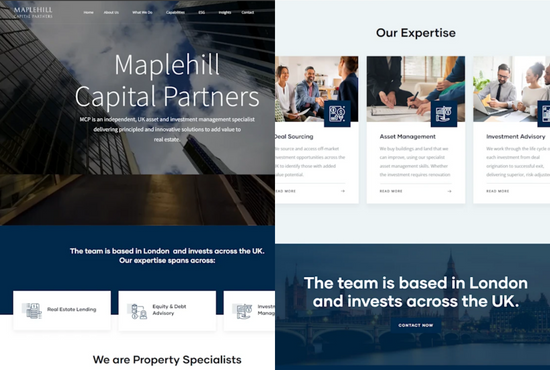 MAPLEHILL
CAPITAL PARTNERS
Home About Us What We Do Capabilities ESG Insights Contact
Maplehill
Capital Partners
MCP is an independent, UK asset and investment management specialist
delivering principled and innovative solutions to add value to
real estate.
The team is based in London and invests across the UK.
Our expertise spans across:
Real Estate Lending
Equity & Debt
Advisory
Investm
Manag
We are Property Specialists
Our Expertise
Deal Sourcing
We source and access off-market
investment opportunities across the
UK to identify those with added
value potential.
READ MORE
Asset Management
We buy buildings and land that we
can improve, using our specialist
asset management skills. Whether
the investment requires renovation
READ MORE
Investment Advisory
We work through the life cycle o
each investment from deal
origination to successful exit,
delivering superior, risk-adjuste
READ MORE
The team is based in London
and invests across the UK.
CONTACT NOW